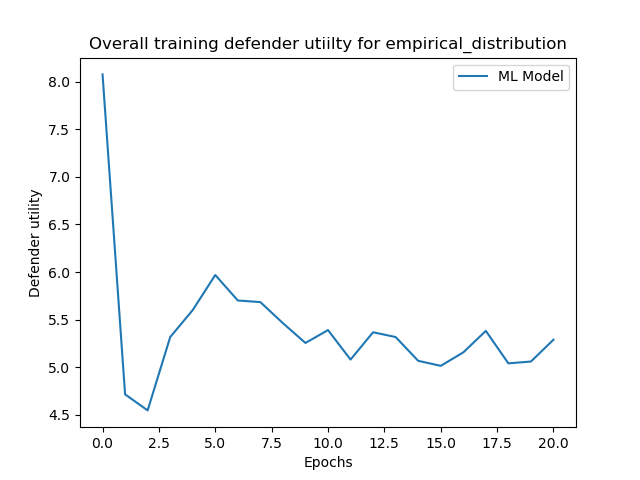 Overall training defender utiilty for empirical_distribution
ML Model
8.0
7.5
7.0
6.5
6.0
5.5
5.0
4.5
Defender utility
0.0 2.5 5.0 7.5 10.0 12.5 15.0 17.5 20.0
Epochs